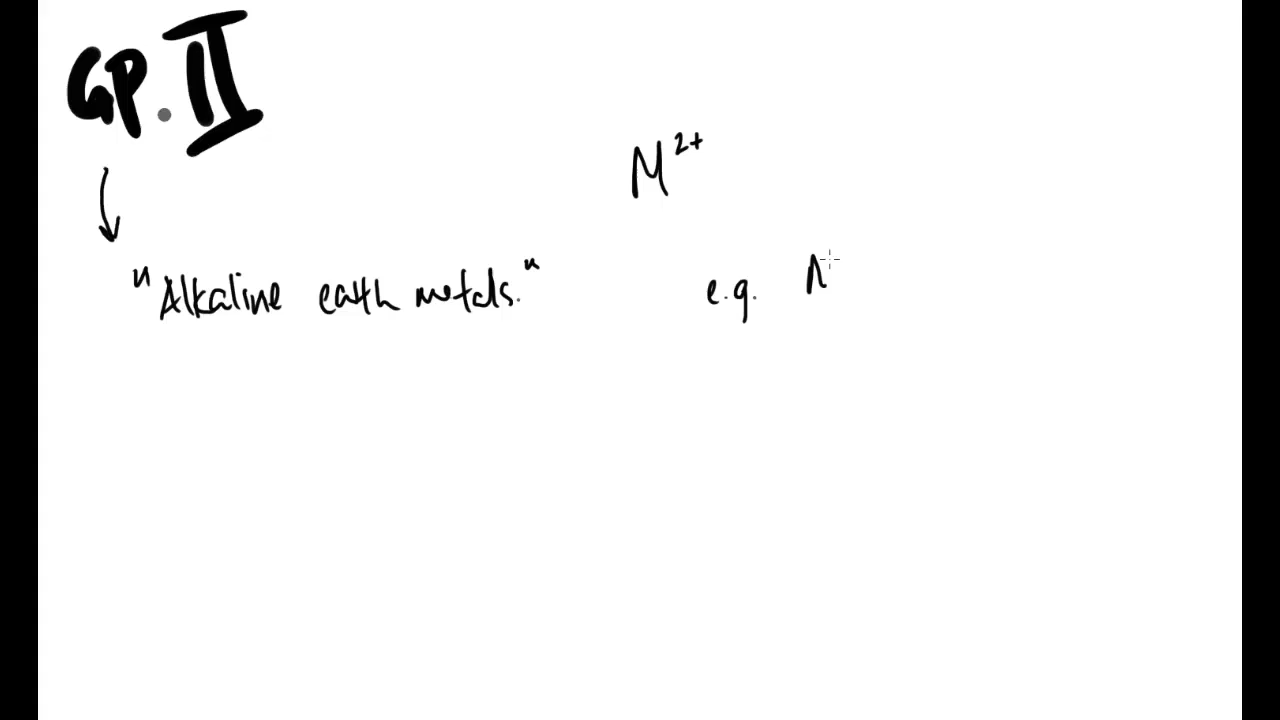 GP. II
M²⁺
"Alkaline earth metals." e.g.